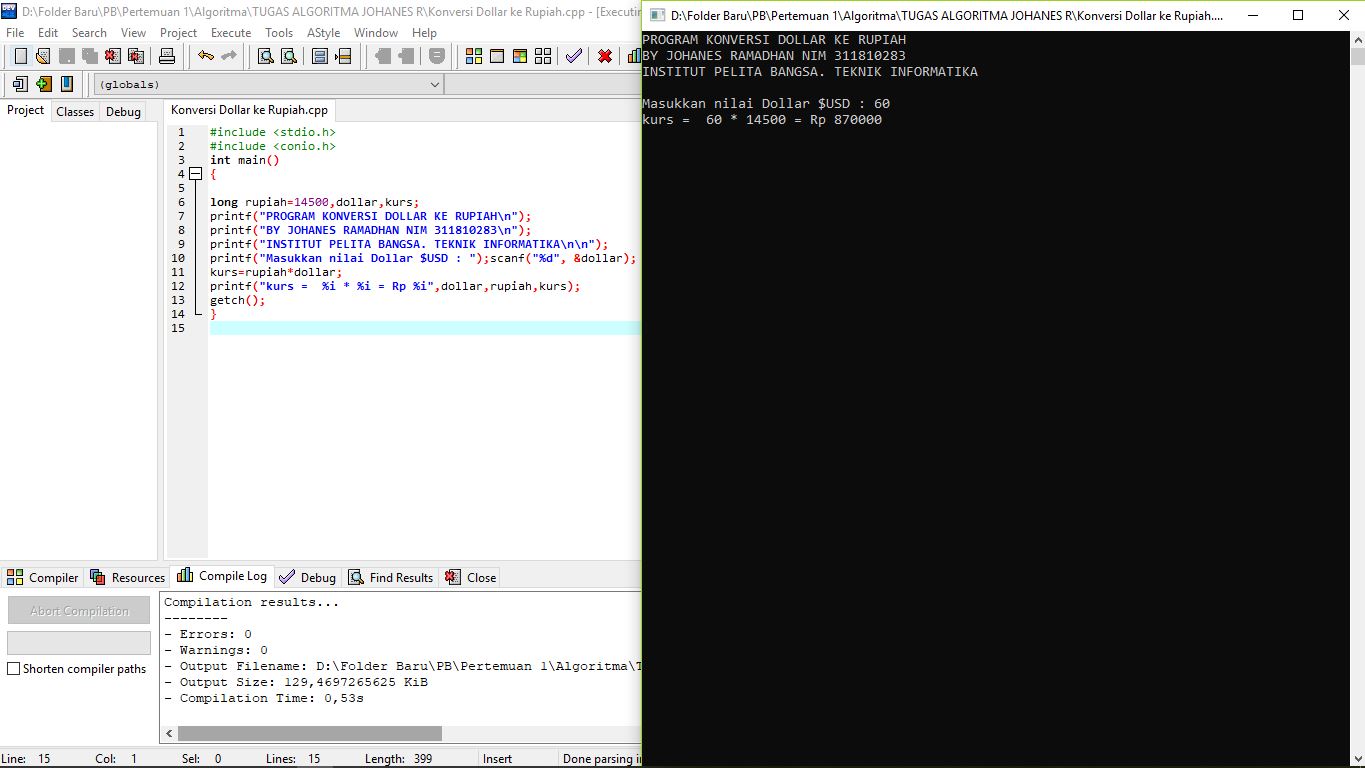 D:\Folder Baru\PB\Pertemuan 1\Algoritma\TUGAS ALGORITMA JOHANES R\Konversi Dollar ke Rupiah.cpp - [Executin
File Edit Search View Project Execute Tools AStyle Window Help
(globals)
Project Classes Debug
Konversi Dollar ke Rupiah.cpp
1 #include <stdio.h>
2 #include <conio.h>
3 int main()
4 {
5
6 long rupiah=14500,dollar,kurs;
7 printf("PROGRAM KONVERSI DOLLAR KE RUPIAH\n");
8 printf("BY JOHANES RAMADHAN NIM 311810283\n");
9 printf("INSTITUT PELITA BANGSA. TEKNIK INFORMATIKA\n\n");
10 printf("Masukkan nilai Dollar $USD : ");scanf("%d", &dollar);
11 kurs=rupiah*dollar;
12 printf("kurs =  %i * %i = Rp %i",dollar,rupiah,kurs);
13 getch();
14 }
15
Compiler Resources Compile Log Debug Find Results Close
Abort Compilation
Shorten compiler paths
Compilation results...
--------
- Errors: 0
- Warnings: 0
- Output Filename: D:\Folder Baru\PB\Pertemuan 1\Algoritma\T
- Output Size: 129,4697265625 KiB
- Compilation Time: 0,53s
Line: 15 Col: 1 Sel: 0 Lines: 15 Length: 399 Insert Done parsing in
D:\Folder Baru\PB\Pertemuan 1\Algoritma\TUGAS ALGORITMA JOHANES R\Konversi Dollar ke Rupiah....
PROGRAM KONVERSI DOLLAR KE RUPIAH
BY JOHANES RAMADHAN NIM 311810283
INSTITUT PELITA BANGSA. TEKNIK INFORMATIKA
Masukkan nilai Dollar $USD : 60
kurs =  60 * 14500 = Rp 870000